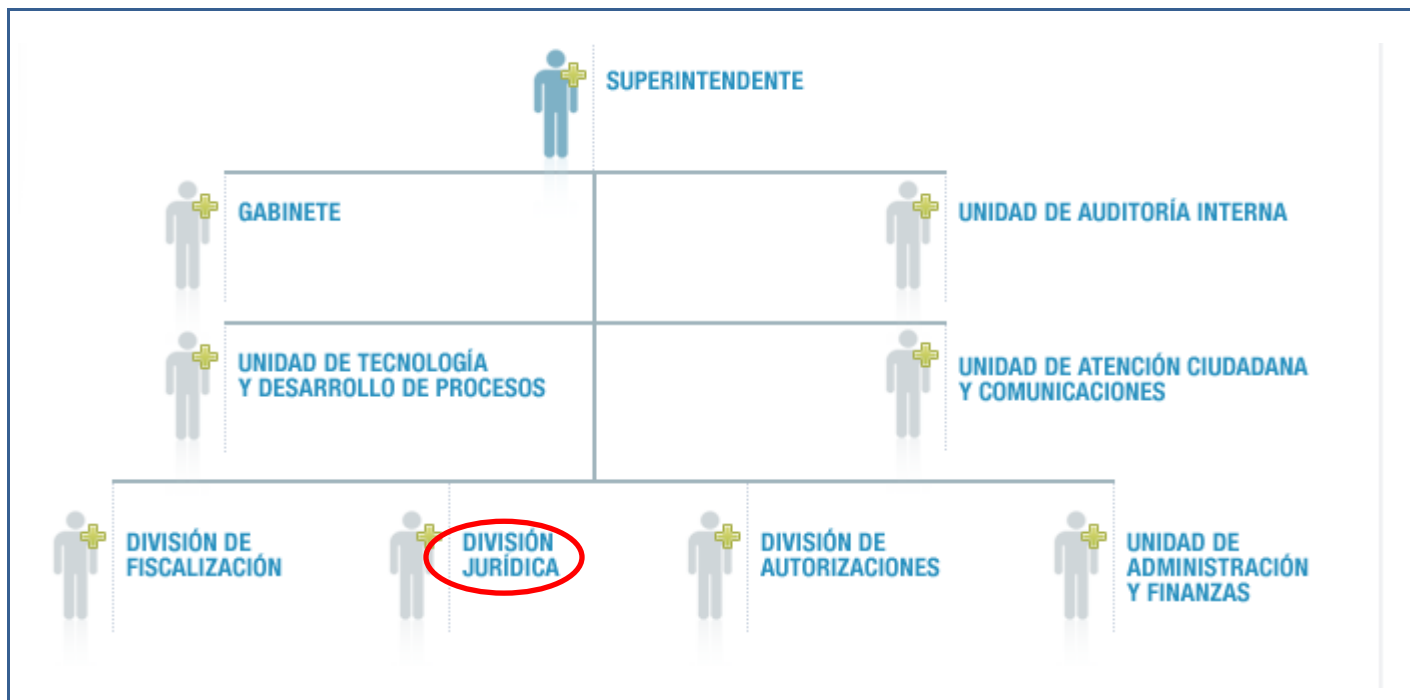 SUPERINTENDENTE
GABINETE
UNIDAD DE AUDITORÍA INTERNA
UNIDAD DE TECNOLOGÍA
Y DESARROLLO DE PROCESOS
UNIDAD DE ATENCIÓN CIUDADANA
Y COMUNICACIONES
DIVISIÓN DE
FISCALIZACIÓN
DIVISIÓN
JURÍDICA
DIVISIÓN DE
AUTORIZACIONES
UNIDAD DE
ADMINISTRACIÓN
Y FINANZAS